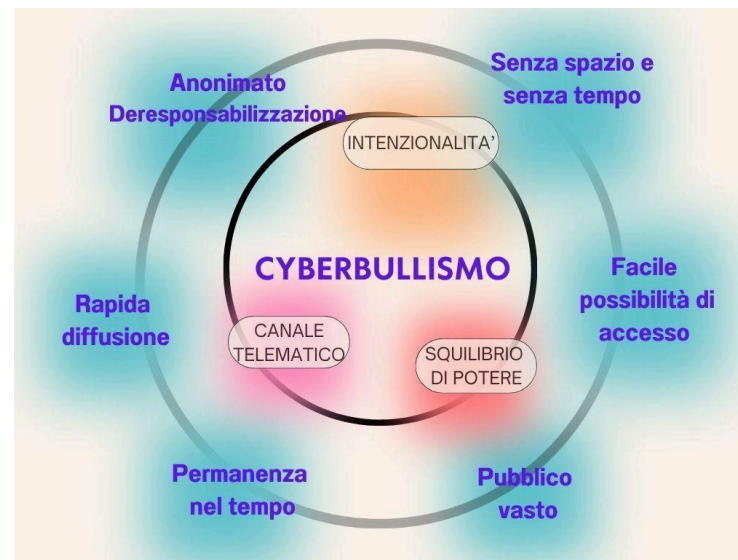 Anonimato
Deresponsabilizzazione
Senza spazio e
senza tempo
INTENZIONALITA'
CYBERBULLISMO
Facile
possibilità di
accesso
Rapida
diffusione
CANALE
TELEMATICO
SQUILIBRIO
DI POTERE
Permanenza
nel tempo
Pubblico
vasto